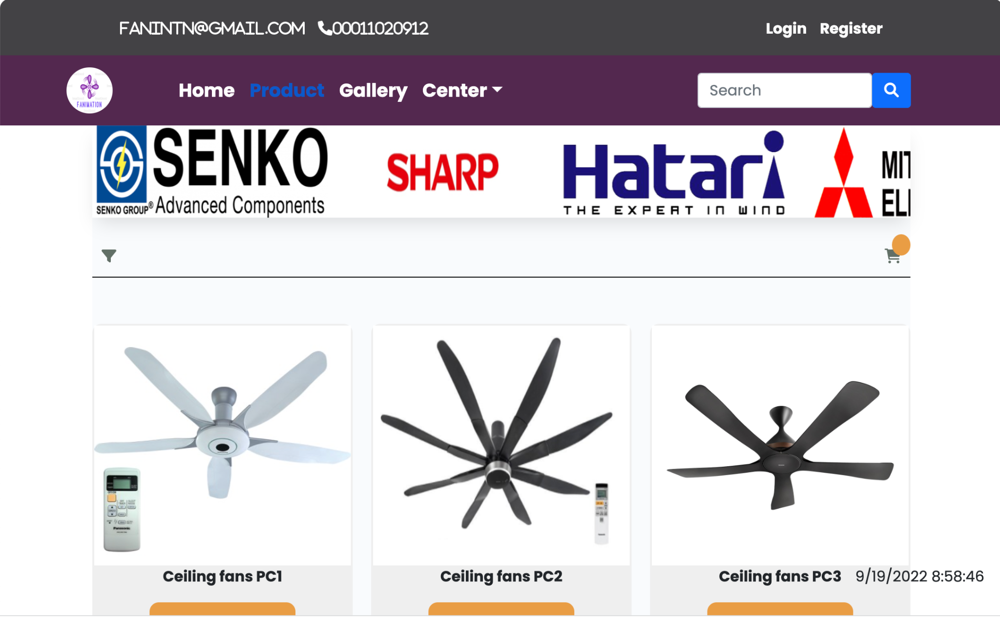 FANINTN@GMAIL.COM 00011020912
Login Register
FANIMATION
Home Product Gallery Center
Search
SENKO
SENKO GROUP® Advanced Components
SHARP
Hatari
THE EXPERT IN WIND
MIT
ELE
Panasonic
Ceiling fans PC1
Ceiling fans PC2
Ceiling fans PC3
9/19/2022 8:58:46